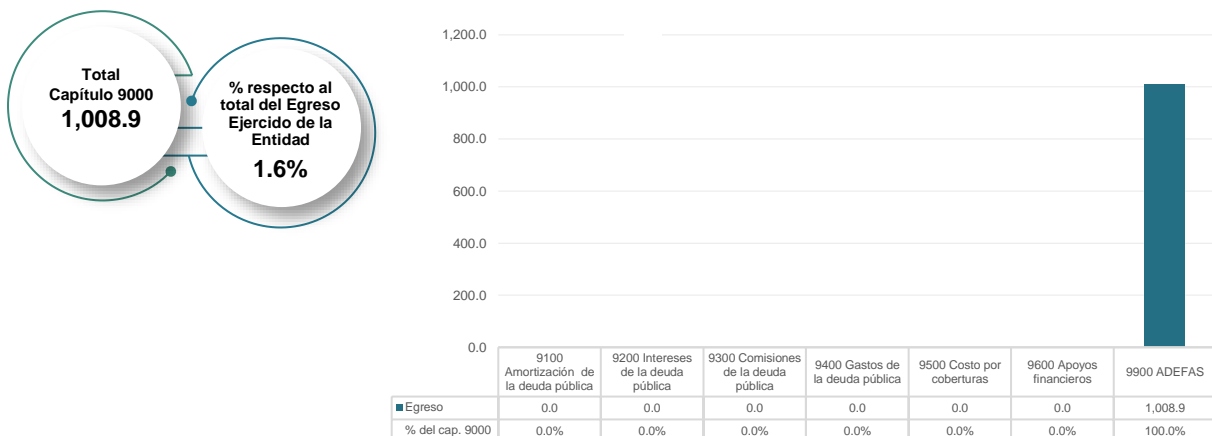 Total
Capítulo 9000
1,008.9
% respecto al
total del Egreso
Ejercido de la
Entidad
1.6%
1,200.0
1,000.0
800.0
600.0
400.0
200.0
0.0
9100
Amortización de
la deuda pública
9200 Intereses
de la deuda
pública
9300 Comisiones
de la deuda
pública
9400 Gastos de
la deuda pública
9500 Costo por
coberturas
9600 Apoyos
financieros
9900 ADEFAS
Egreso 0.0 0.0 0.0 0.0 0.0 0.0 1,008.9
% del cap. 9000 0.0% 0.0% 0.0% 0.0% 0.0% 0.0% 100.0%